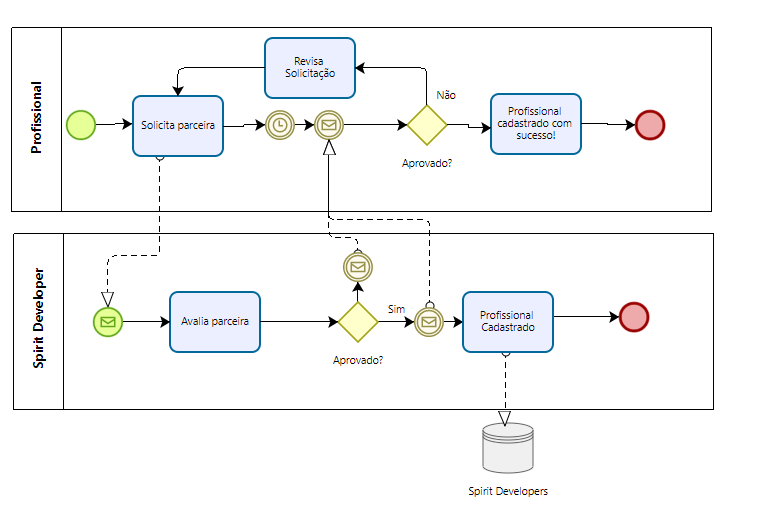 Profissional
Revisa
Solicitação
Solicita parceira
Não
Aprovado?
Profissional
cadastrado com
sucesso!
Spirit Developer
Avalia parceira
Aprovado?
Sim
Profissional
Cadastrado
Spirit Developers